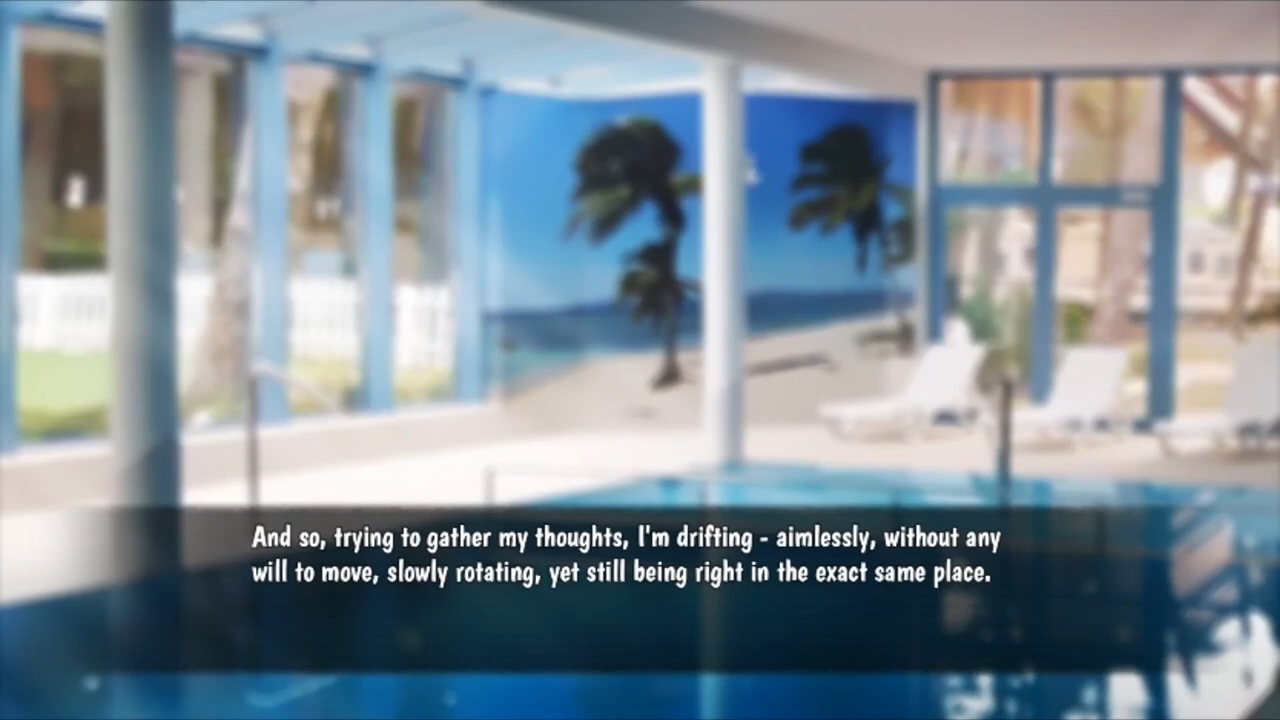 And so, trying to gather my thoughts, I'm drifting - aimlessly, without any
will to move, slowly rotating, yet still being right in the exact same place.